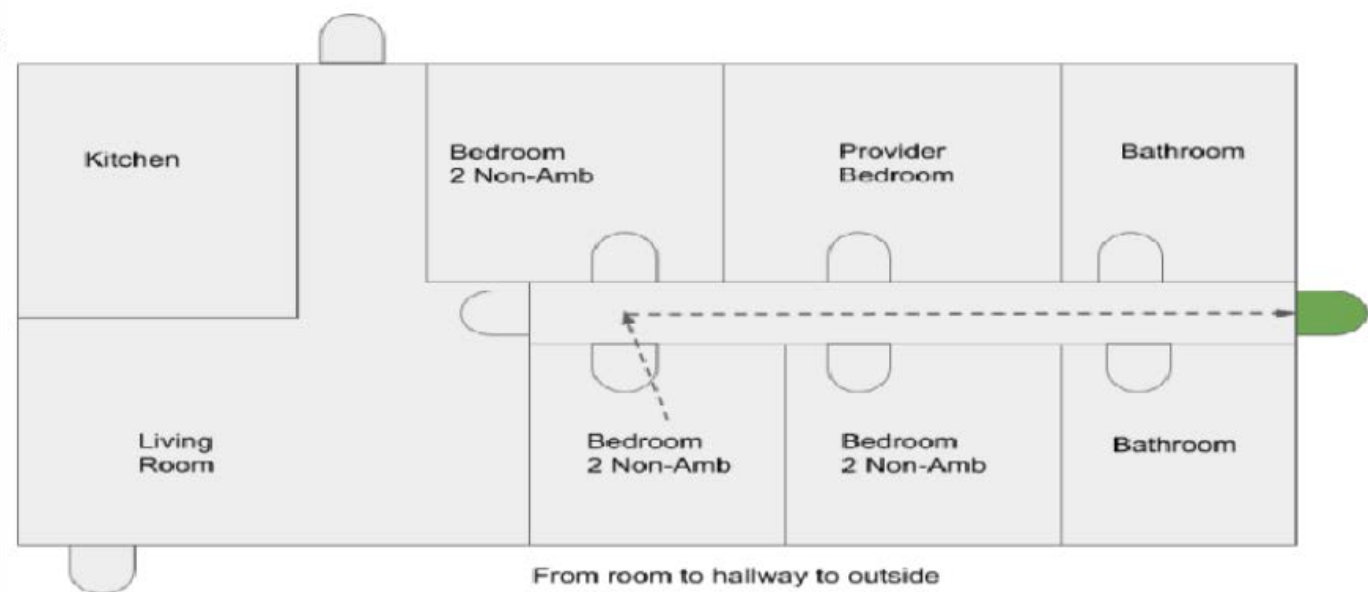 Kitchen
Bedroom
2 Non-Amb
Provider
Bedroom
Bathroom
Living
Room
Bedroom
2 Non-Amb
Bedroom
2 Non-Amb
Bathroom
From room to hallway to outside